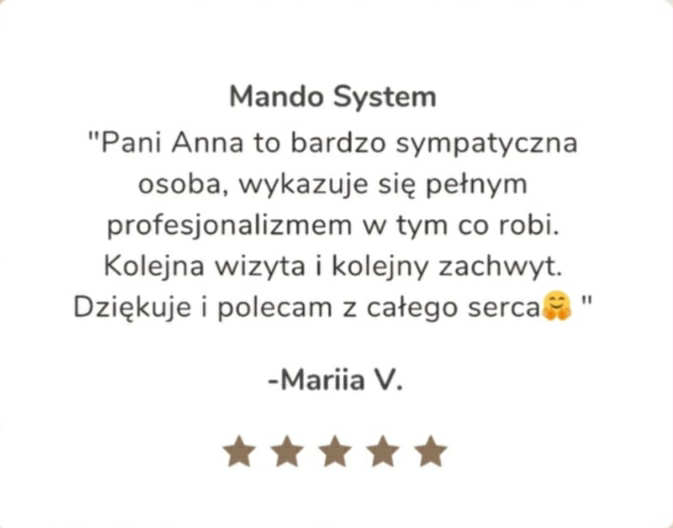 Mando System
"Pani Anna to bardzo sympatyczna
osoba, wykazuje się pełnym
profesjonalizmem w tym co robi.
Kolejna wizyta i kolejny zachwyt.
Dziękuje i polecam z całego serca🤗 "
-Mariia V.